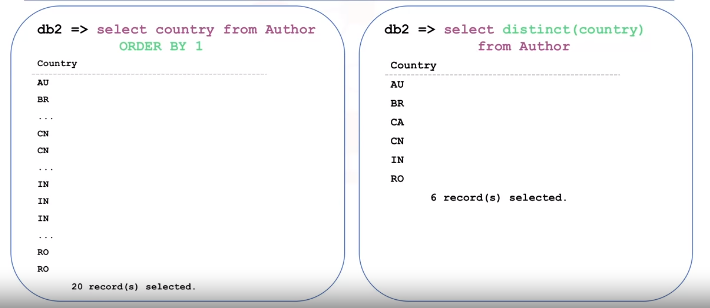 db2 => select country from Author
ORDER BY 1
Country
AU
BR
...
CN
CN
...
IN
IN
IN
...
RO
RO
20 record(s) selected.
db2 => select distinct(country)
from Author
Country
AU
BR
CA
CN
IN
RO
6 record(s) selected.